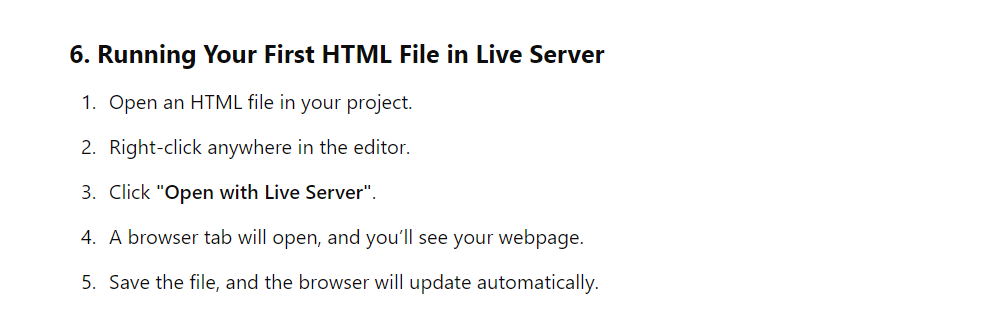 6. Running Your First HTML File in Live Server
1. Open an HTML file in your project.
2. Right-click anywhere in the editor.
3. Click "Open with Live Server".
4. A browser tab will open, and you’ll see your webpage.
5. Save the file, and the browser will update automatically.